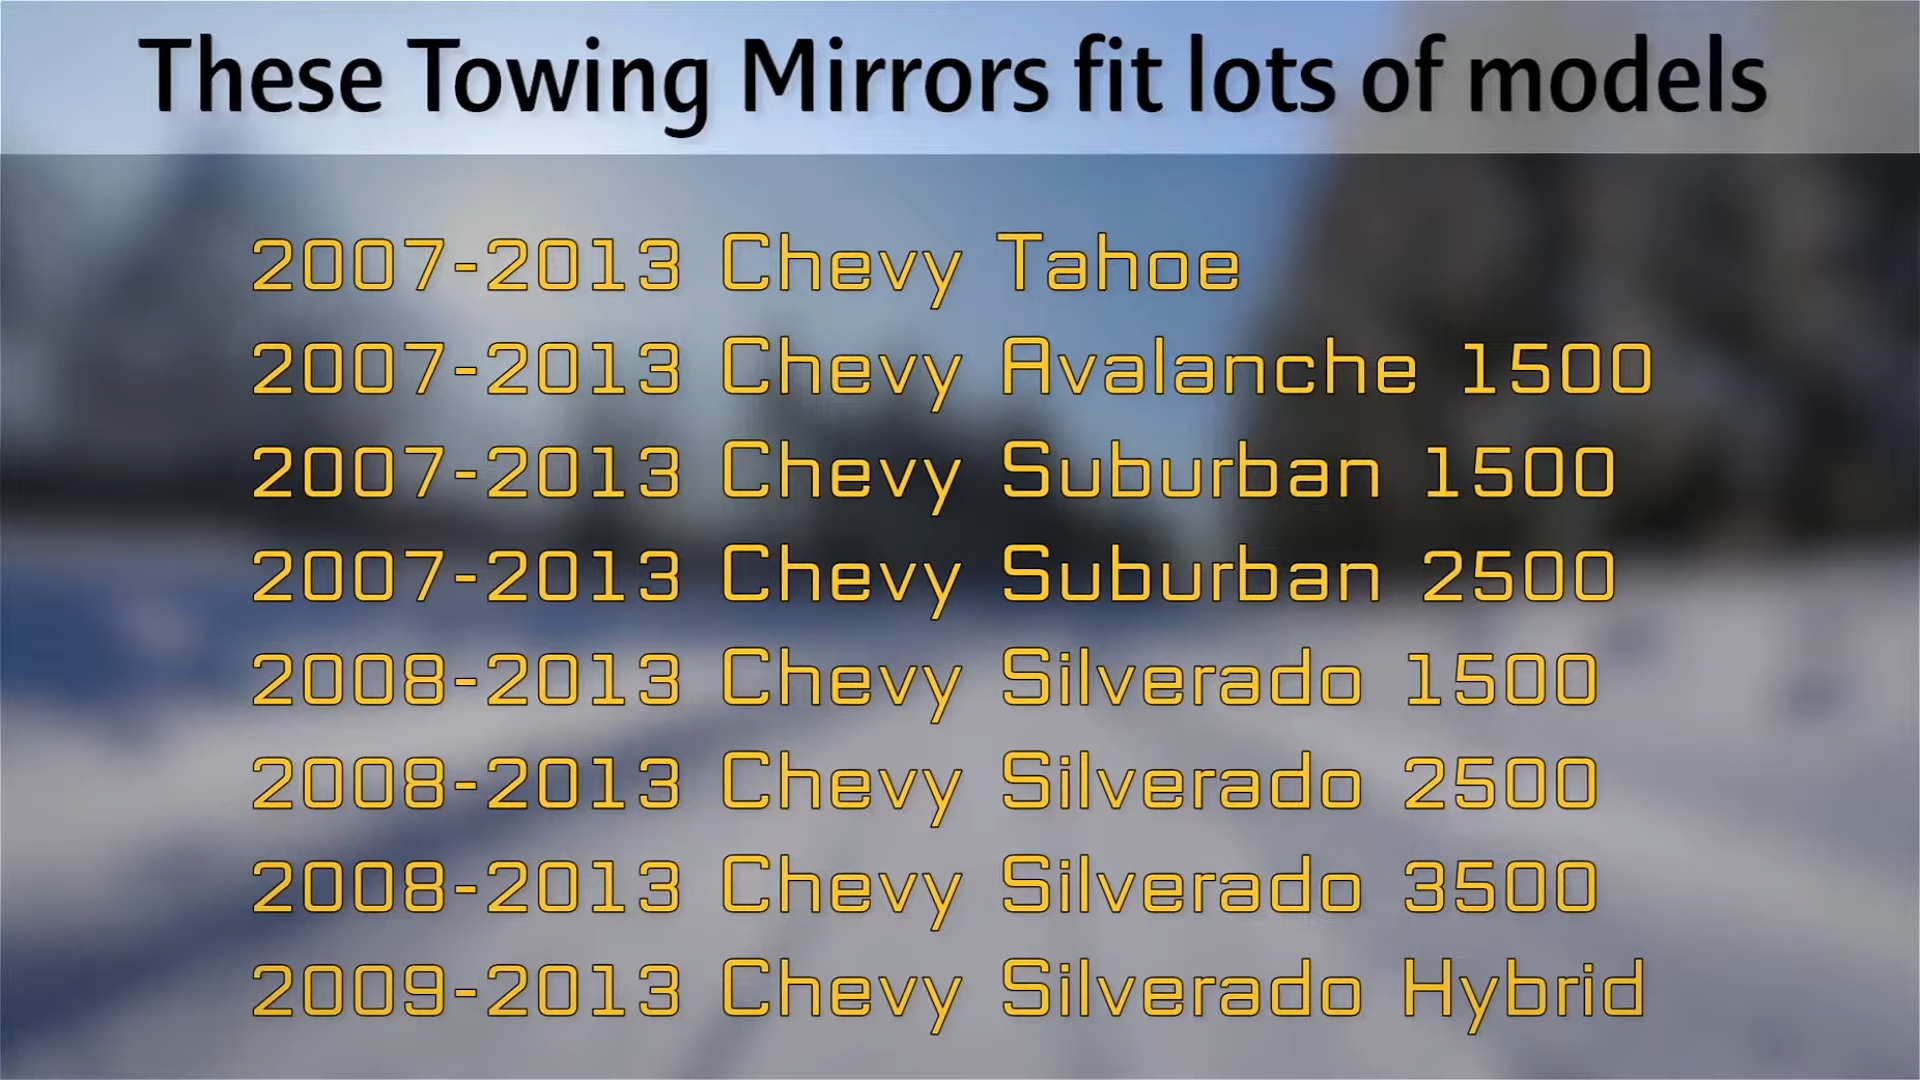 These Towing Mirrors fit lots of models
2007-2013 Chevy Tahoe
2007-2013 Chevy Avalanche 1500
2007-2013 Chevy Suburban 1500
2007-2013 Chevy Suburban 2500
2008-2013 Chevy Silverado 1500
2008-2013 Chevy Silverado 2500
2008-2013 Chevy Silverado 3500
2009-2013 Chevy Silverado Hybrid